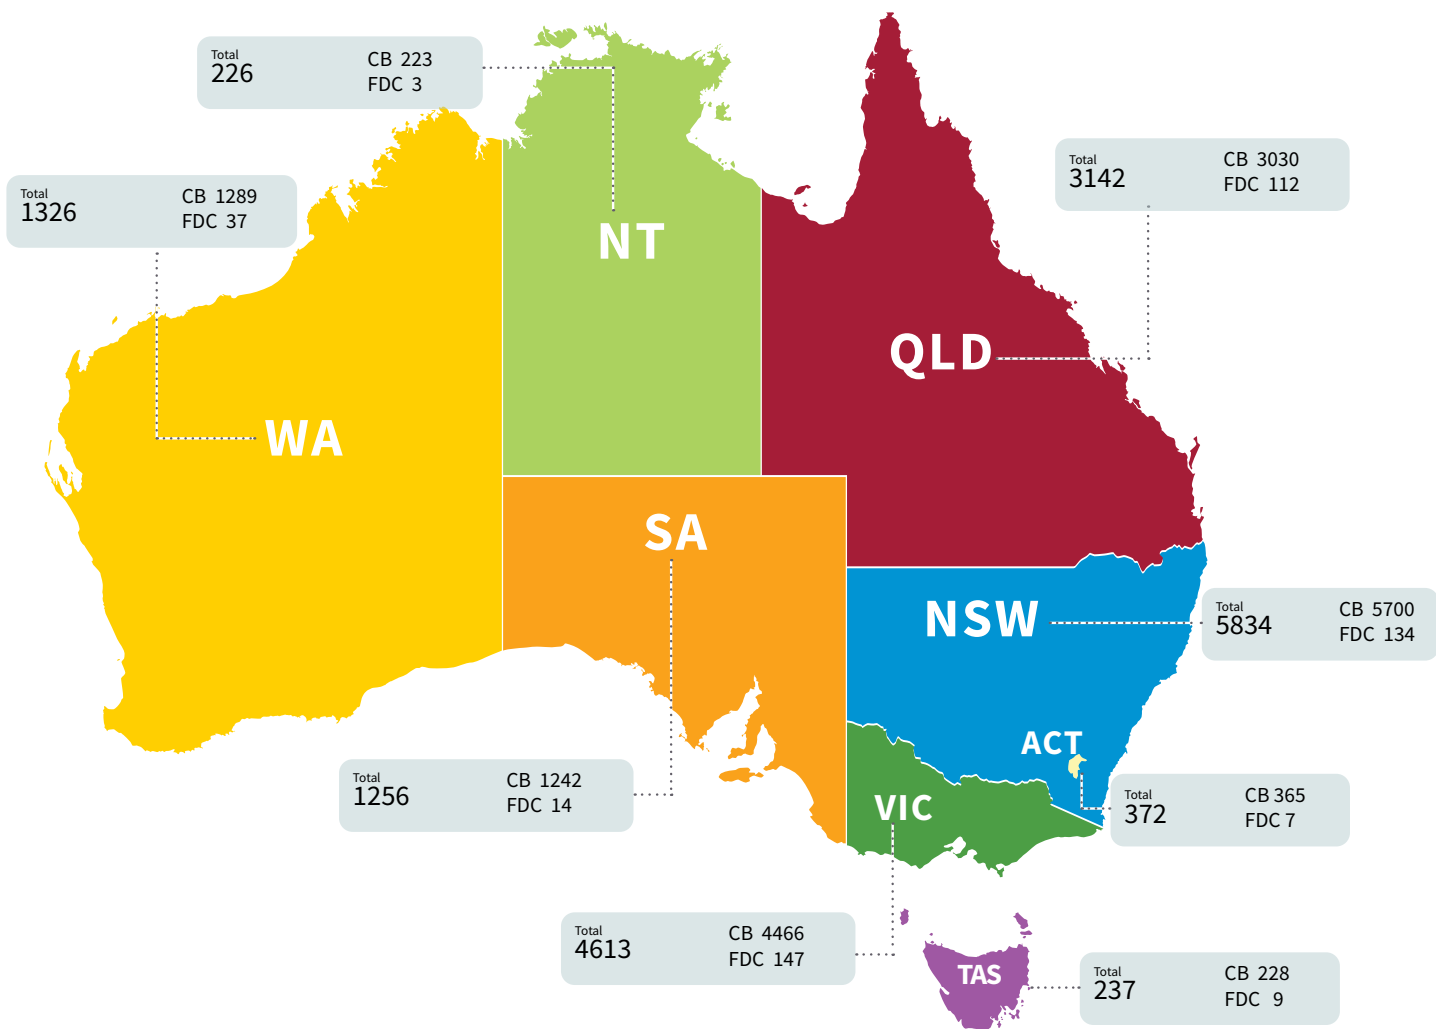 Total
226
CB 223
FDC 3
Total
1326
CB 1289
FDC 37
Total
3142
CB 3030
FDC 112
NT
QLD
WA
SA
NSW
Total
5834
CB 5700
FDC 134
ACT
Total
1256
CB 1242
FDC 14
VIC
Total
372
CB 365
FDC 7
Total
4613
CB 4466
FDC 147
TAS
Total
237
CB 228
FDC 9